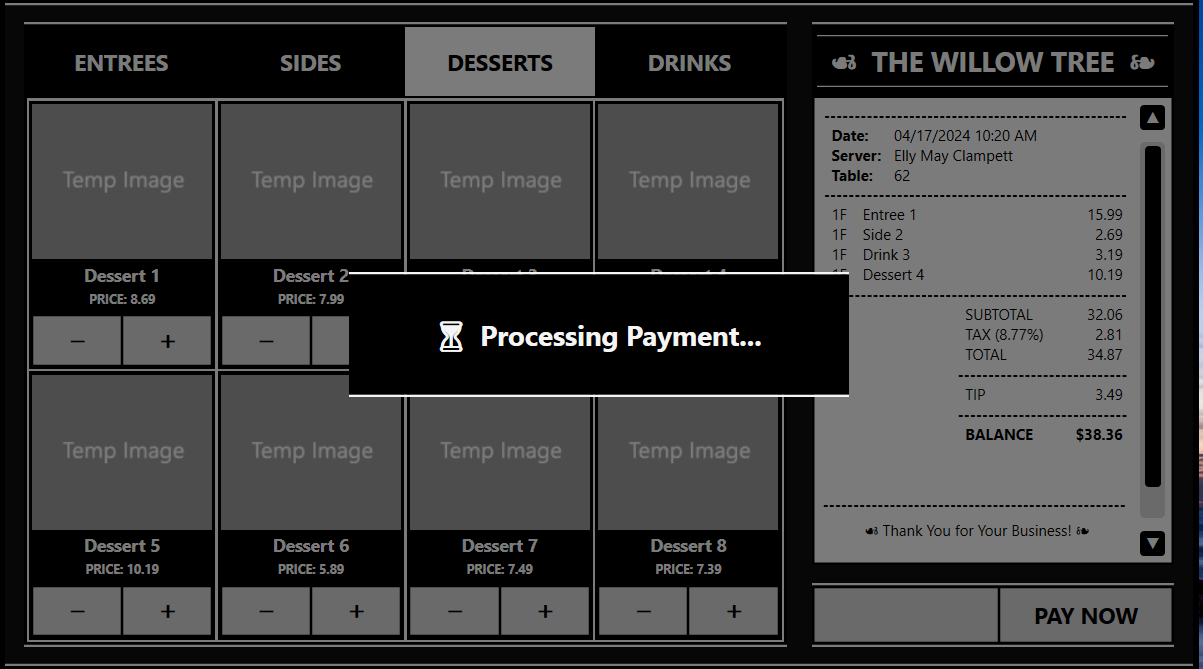 ENTREES SIDES DESSERTS DRINKS
Temp Image Temp Image Temp Image Temp Image
Dessert 1 Dessert 2
PRICE: 8.69 PRICE: 7.99
− + −
Processing Payment...
Temp Image Temp Image Temp Image Temp Image
Dessert 5 Dessert 6 Dessert 7 Dessert 8
PRICE: 10.19 PRICE: 5.89 PRICE: 7.49 PRICE: 7.39
− + − + − + − +
THE WILLOW TREE
Date: 04/17/2024 10:20 AM
Server: Elly May Clampett
Table: 62
1F Entree 1 15.99
1F Side 2 2.69
1F Drink 3 3.19
1F Dessert 4 10.19
SUBTOTAL 32.06
TAX (8.77%) 2.81
TOTAL 34.87
TIP 3.49
BALANCE $38.36
Thank You for Your Business!
PAY NOW